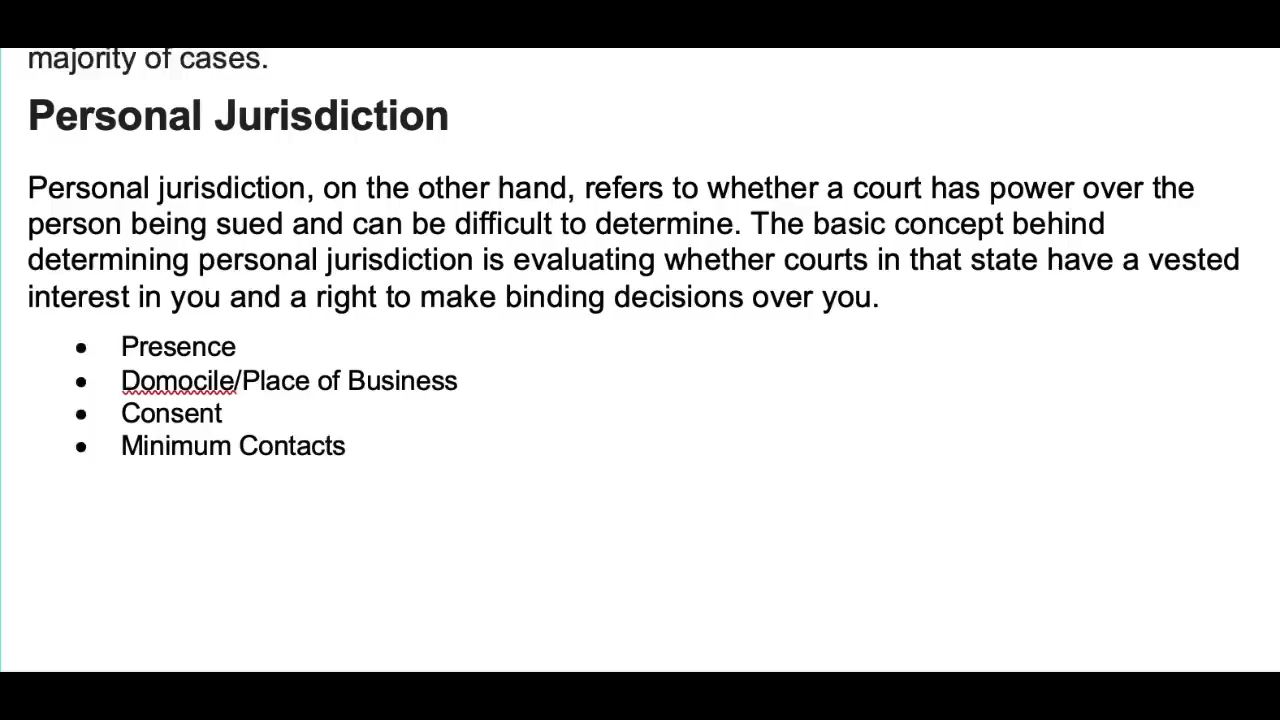 majority of cases.
Personal Jurisdiction
Personal jurisdiction, on the other hand, refers to whether a court has power over the
person being sued and can be difficult to determine. The basic concept behind
determining personal jurisdiction is evaluating whether courts in that state have a vested
interest in you and a right to make binding decisions over you.
• Presence
• Domocile/Place of Business
• Consent
• Minimum Contacts